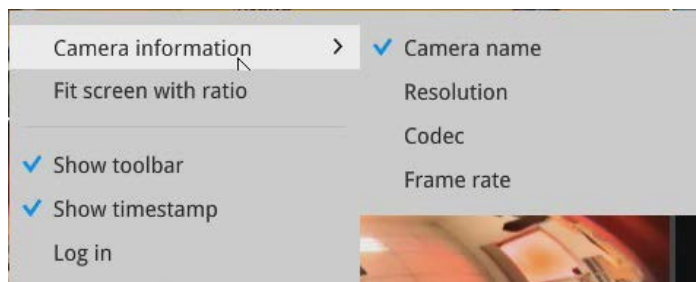 Camera information
Fit screen with ratio
Show toolbar
Show timestamp
Log in
Camera name
Resolution
Codec
Frame rate